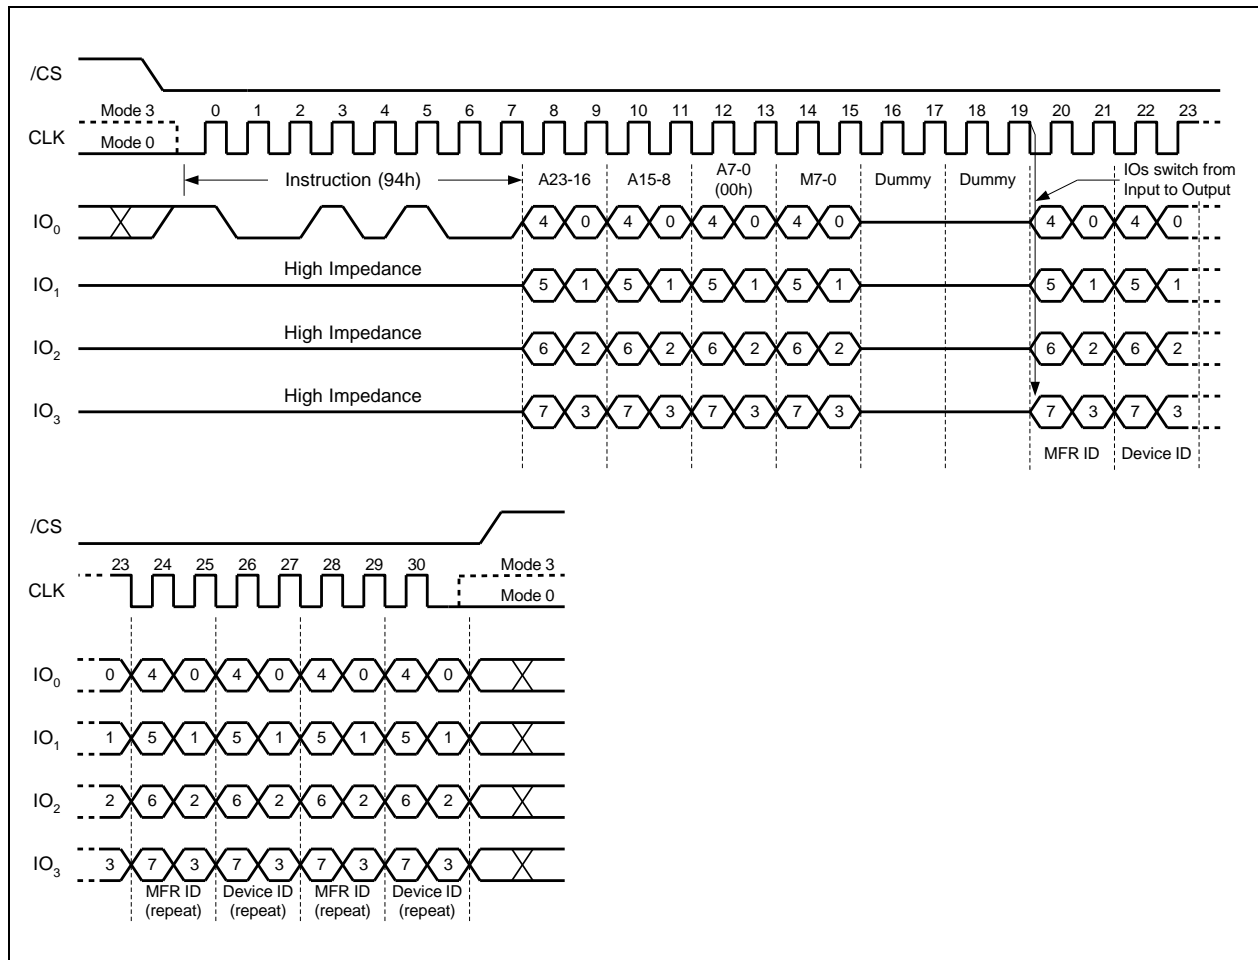 /CS
Mode 3 0 1 2 3 4 5 6 7 8 9 10 11 12 13 14 15 16 17 18 19 20 21 22 23
CLK
Mode 0
Instruction (94h) A23-16 A15-8 A7-0 (00h) M7-0 Dummy Dummy IOs switch from Input to Output
IO0 4 0 4 0 4 0 4 0 4 0 4 0
High Impedance
IO1 5 1 5 1 5 1 5 1 5 1 5 1
High Impedance
IO2 6 2 6 2 6 2 6 2 6 2 6 2
High Impedance
IO3 7 3 7 3 7 3 7 3 7 3 7 3
MFR ID Device ID
/CS
23 24 25 26 27 28 29 30 Mode 3
CLK
Mode 0
IO0 0 4 0 4 0 4 0 4 0
IO1 1 5 1 5 1 5 1 5 1
IO2 2 6 2 6 2 6 2 6 2
IO3 3 7 3 7 3 7 3 7 3
MFR ID Device ID MFR ID Device ID
(repeat) (repeat) (repeat) (repeat)